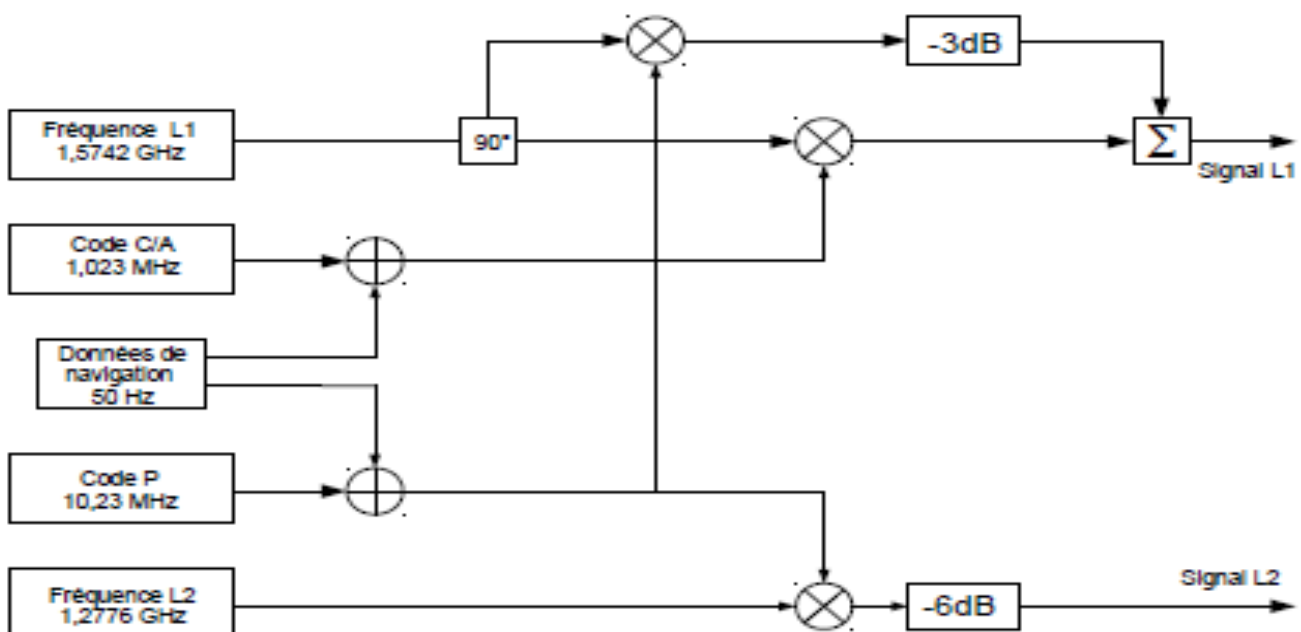 -3dB
Fréquence L1
1,5742 GHz
90°
Σ
Signal L1
Code C/A
1,023 MHz
Données de
navigation
50 Hz
Code P
10,23 MHz
Fréquence L2
1,2776 GHz
-6dB
Signal L2